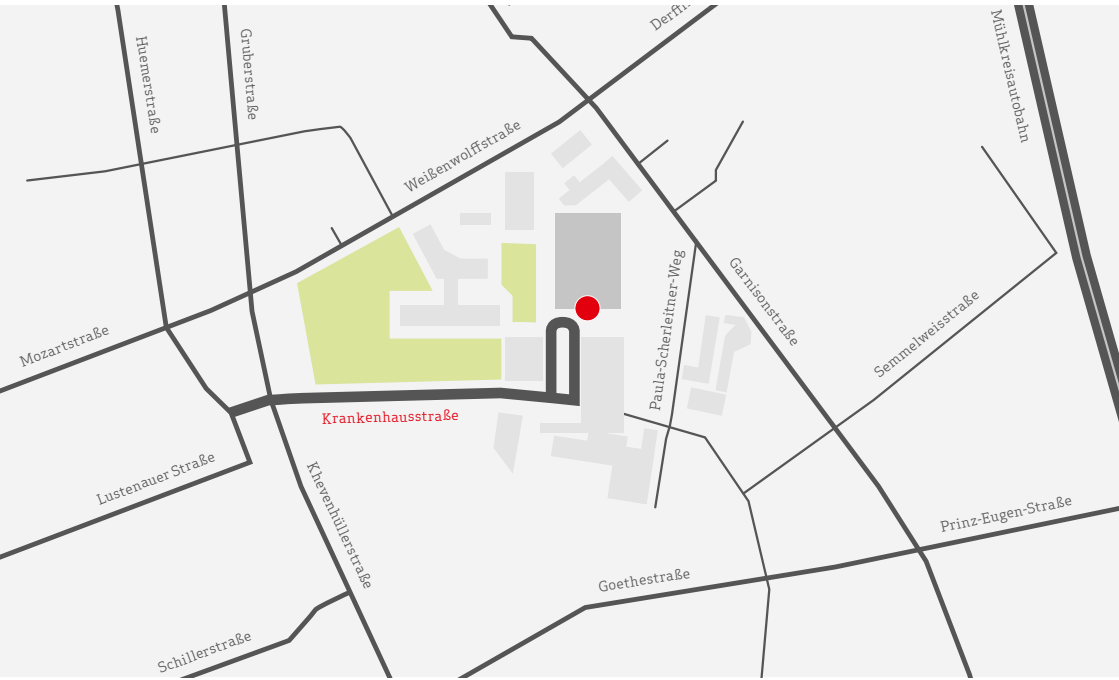 Huemerstraße
Gruberstraße
Mühlkreisautobahn
Weißenwolffstraße
Garnisonstraße
Paula-Scherleitner-Weg
Semmelweisstraße
Mozartstraße
Krankenhausstraße
Lustenauer Straße
Khevenhüllerstraße
Prinz-Eugen-Straße
Goethestraße
Schillerstraße